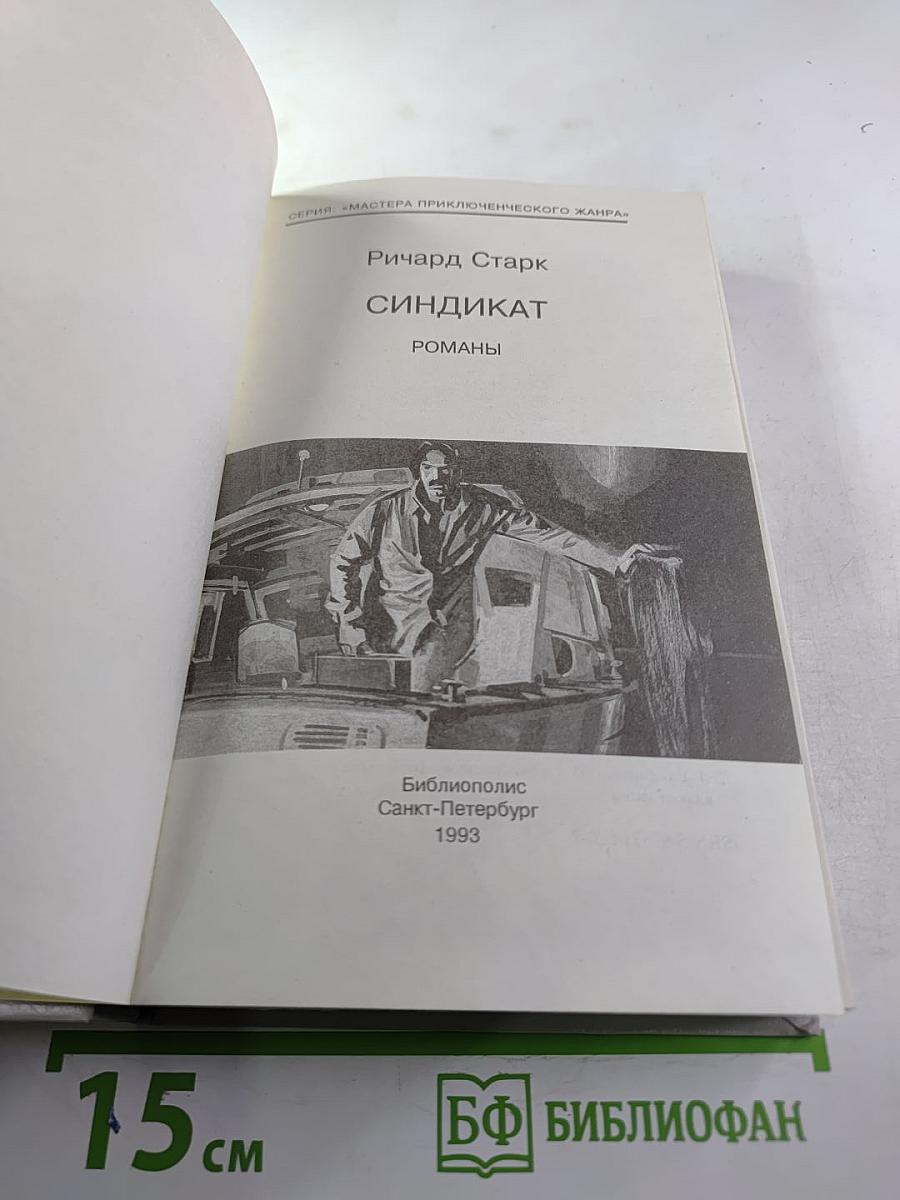 СЕРИЯ: «МАСТЕРА ПРИКЛЮЧЕНЧЕСКОГО ЖАНРА»
Ричард Старк
СИНДИКАТ
РОМАНЫ
Библиополис
Санкт-Петербург
1993
15 см
БФ БИБЛИОФАН